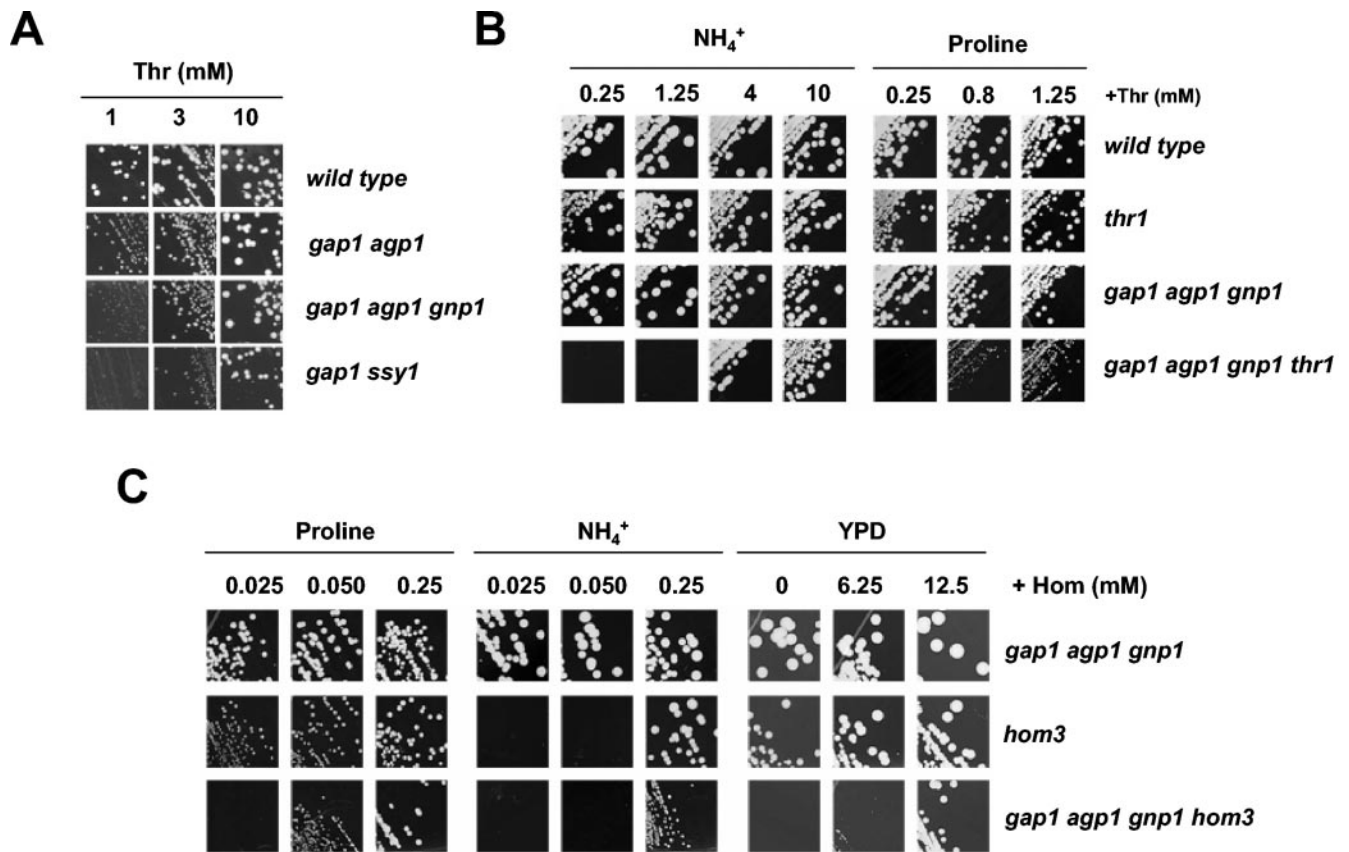 A
Thr (mM)
1 3 10
wild type
gap1 agp1
gap1 agp1 gnp1
gap1 ssy1
B
NH₄⁺ Proline
0.25 1.25 4 10 0.25 0.8 1.25 +Thr (mM)
wild type
thr1
gap1 agp1 gnp1
gap1 agp1 gnp1 thr1
C
Proline NH₄⁺ YPD
0.025 0.050 0.25 0.025 0.050 0.25 0 6.25 12.5 + Hom (mM)
gap1 agp1 gnp1
hom3
gap1 agp1 gnp1 hom3